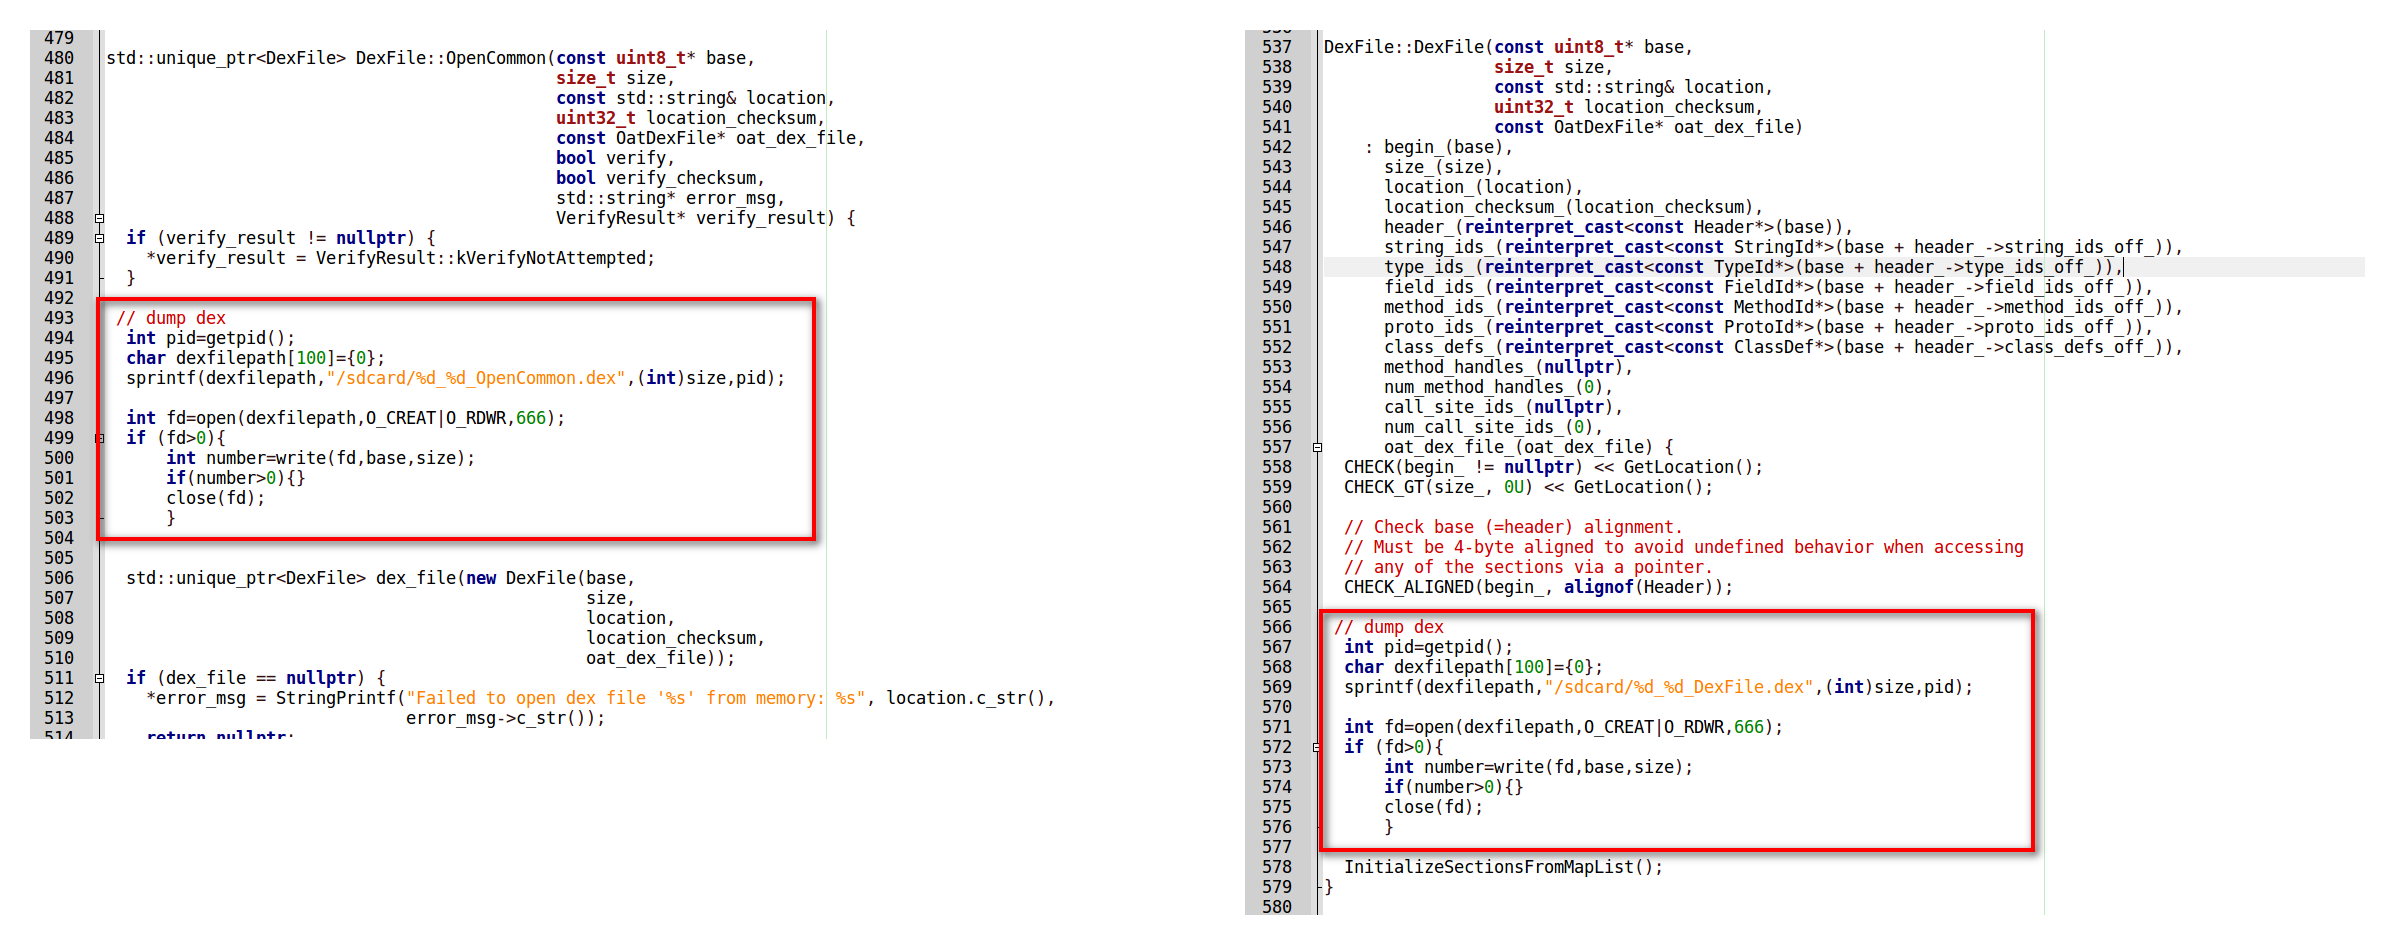 479
480 std::unique_ptr<DexFile> DexFile::OpenCommon(const uint8_t* base,
481 size_t size,
482 const std::string& location,
483 uint32_t location_checksum,
484 const OatDexFile* oat_dex_file,
485 bool verify,
486 bool verify_checksum,
487 std::string* error_msg,
488 VerifyResult* verify_result) {
489 if (verify_result != nullptr) {
490 *verify_result = VerifyResult::kVerifyNotAttempted;
491 }
492
493 // dump dex
494 int pid=getpid();
495 char dexfilepath[100]={0};
496 sprintf(dexfilepath,"/sdcard/%d_%d_OpenCommon.dex",(int)size,pid);
497
498 int fd=open(dexfilepath,O_CREAT|O_RDWR,666);
499 if (fd>0){
500 int number=write(fd,base,size);
501 if(number>0){}
502 close(fd);
503 }
504
505
506 std::unique_ptr<DexFile> dex_file(new DexFile(base,
507 size,
508 location,
509 location_checksum,
510 oat_dex_file));
511 if (dex_file == nullptr) {
512 *error_msg = StringPrintf("Failed to open dex file '%s' from memory: %s", location.c_str(),
513 error_msg->c_str());
514 return nullptr;
536
537 DexFile::DexFile(const uint8_t* base,
538 size_t size,
539 const std::string& location,
540 uint32_t location_checksum,
541 const OatDexFile* oat_dex_file)
542 : begin_(base),
543 size_(size),
544 location_(location),
545 location_checksum_(location_checksum),
546 header_(reinterpret_cast<const Header*>(base)),
547 string_ids_(reinterpret_cast<const StringId*>(base + header_->string_ids_off_)),
548 type_ids_(reinterpret_cast<const TypeId*>(base + header_->type_ids_off_)),
549 field_ids_(reinterpret_cast<const FieldId*>(base + header_->field_ids_off_)),
550 method_ids_(reinterpret_cast<const MethodId*>(base + header_->method_ids_off_)),
551 proto_ids_(reinterpret_cast<const ProtoId*>(base + header_->proto_ids_off_)),
552 class_defs_(reinterpret_cast<const ClassDef*>(base + header_->class_defs_off_)),
553 method_handles_(nullptr),
554 num_method_handles_(0),
555 call_site_ids_(nullptr),
556 num_call_site_ids_(0),
557 oat_dex_file_(oat_dex_file) {
558 CHECK(begin_ != nullptr) << GetLocation();
559 CHECK_GT(size_, 0U) << GetLocation();
560
561 // Check base (=header) alignment.
562 // Must be 4-byte aligned to avoid undefined behavior when accessing
563 // any of the sections via a pointer.
564 CHECK_ALIGNED(begin_, alignof(Header));
565
566 // dump dex
567 int pid=getpid();
568 char dexfilepath[100]={0};
569 sprintf(dexfilepath,"/sdcard/%d_%d_DexFile.dex",(int)size,pid);
570
571 int fd=open(dexfilepath,O_CREAT|O_RDWR,666);
572 if (fd>0){
573 int number=write(fd,base,size);
574 if(number>0){}
575 close(fd);
576 }
577
578 InitializeSectionsFromMapList();
579 }
580